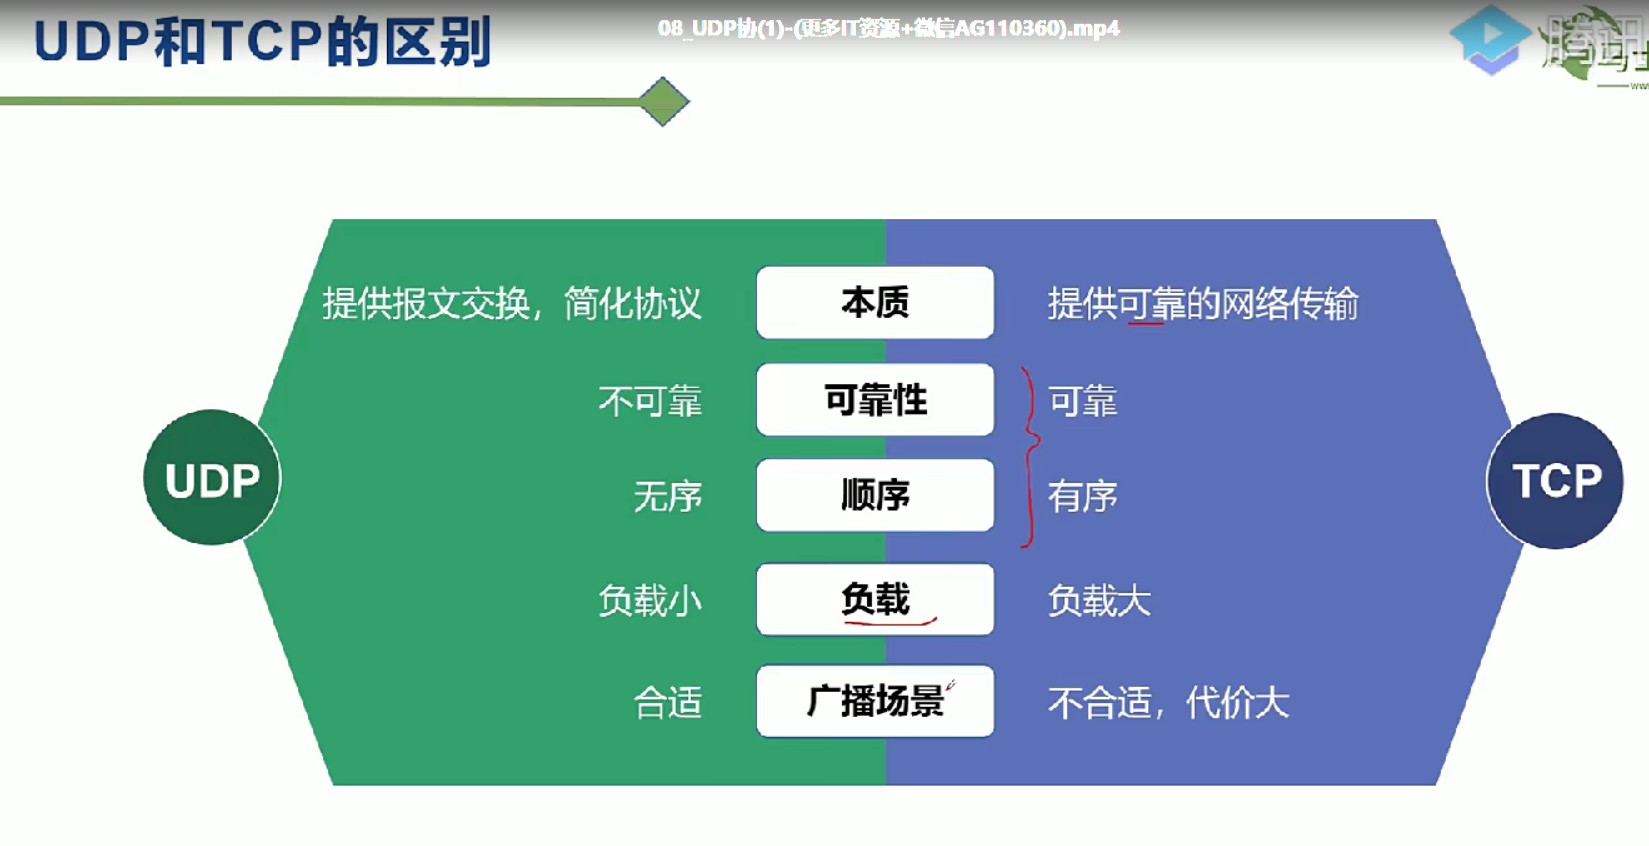 UDP和TCP的区别
08_UDP协(1)-(更多IT资源+微信AG110360).mp4
腾讯
提供报文交换，简化协议 本质 提供可靠的网络传输
不可靠 可靠性 可靠
无序 顺序 有序
负载小 负载 负载大
合适 广播场景 不合适，代价大
UDP
TCP